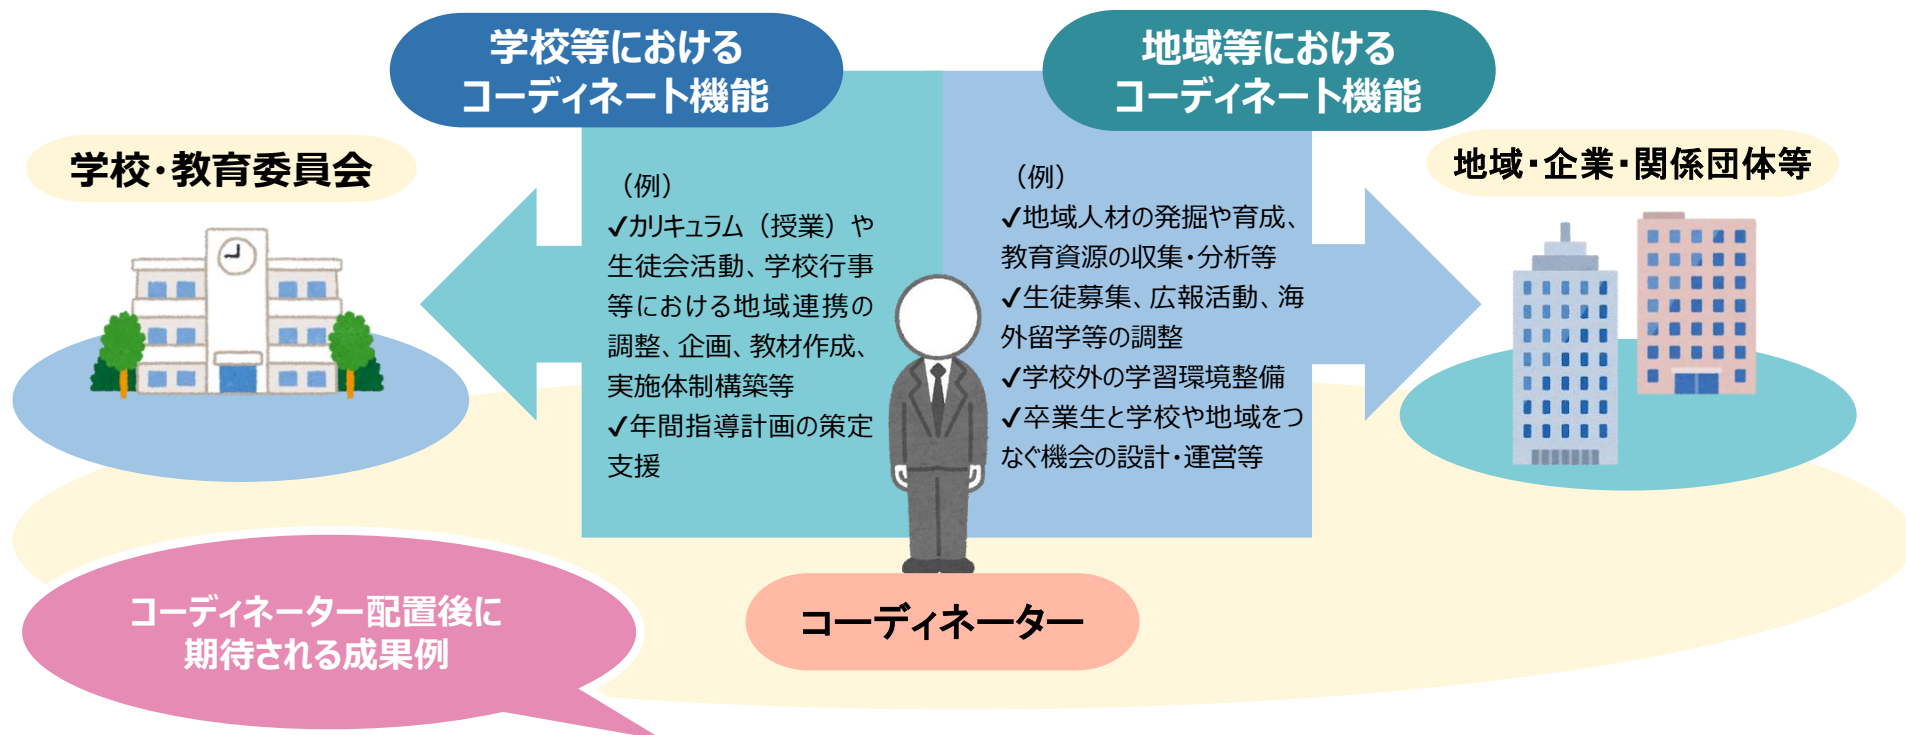 学校等における
コーディネート機能
地域等における
コーディネート機能
学校・教育委員会
地域・企業・関係団体等
（例）
✔カリキュラム（授業）や
生徒会活動、学校行事
等における地域連携の
調整、企画、教材作成、
実施体制構築等
✔年間指導計画の策定
支援
（例）
✔地域人材の発掘や育成、
教育資源の収集・分析等
✔生徒募集、広報活動、海
外留学等の調整
✔学校外の学習環境整備
✔卒業生と学校や地域をつ
なぐ機会の設計・運営等
コーディネーター
コーディネーター配置後に
期待される成果例